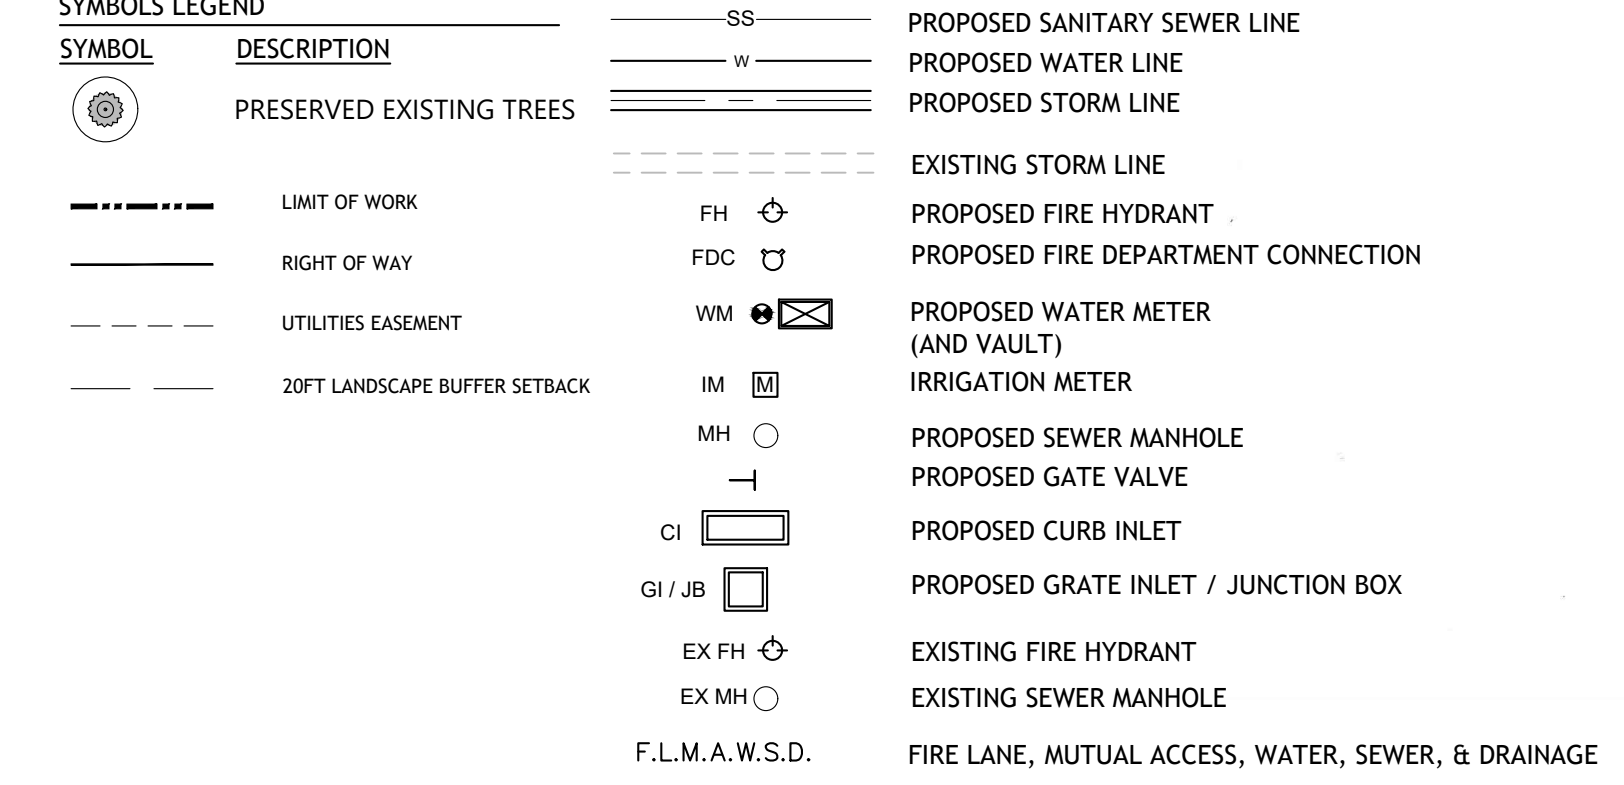 SYMBOLS LEGEND
SYMBOL DESCRIPTION
PRESERVED EXISTING TREES
LIMIT OF WORK
RIGHT OF WAY
UTILITIES EASEMENT
20FT LANDSCAPE BUFFER SETBACK
SS PROPOSED SANITARY SEWER LINE
W PROPOSED WATER LINE
PROPOSED STORM LINE
EXISTING STORM LINE
FH PROPOSED FIRE HYDRANT
FDC PROPOSED FIRE DEPARTMENT CONNECTION
WM PROPOSED WATER METER
(AND VAULT)
IM M IRRIGATION METER
MH PROPOSED SEWER MANHOLE
PROPOSED GATE VALVE
CI PROPOSED CURB INLET
GI / JB PROPOSED GRATE INLET / JUNCTION BOX
EX FH EXISTING FIRE HYDRANT
EX MH EXISTING SEWER MANHOLE
F.L.M.A.W.S.D. FIRE LANE, MUTUAL ACCESS, WATER, SEWER, & DRAINAGE